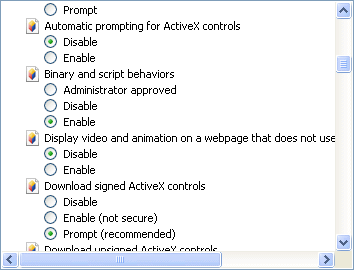 Prompt
Automatic prompting for ActiveX controls
Disable
Enable
Binary and script behaviors
Administrator approved
Disable
Enable
Display video and animation on a webpage that does not use
Disable
Enable
Download signed ActiveX controls
Disable
Enable (not secure)
Prompt (recommended)
Download unsigned ActiveX controls